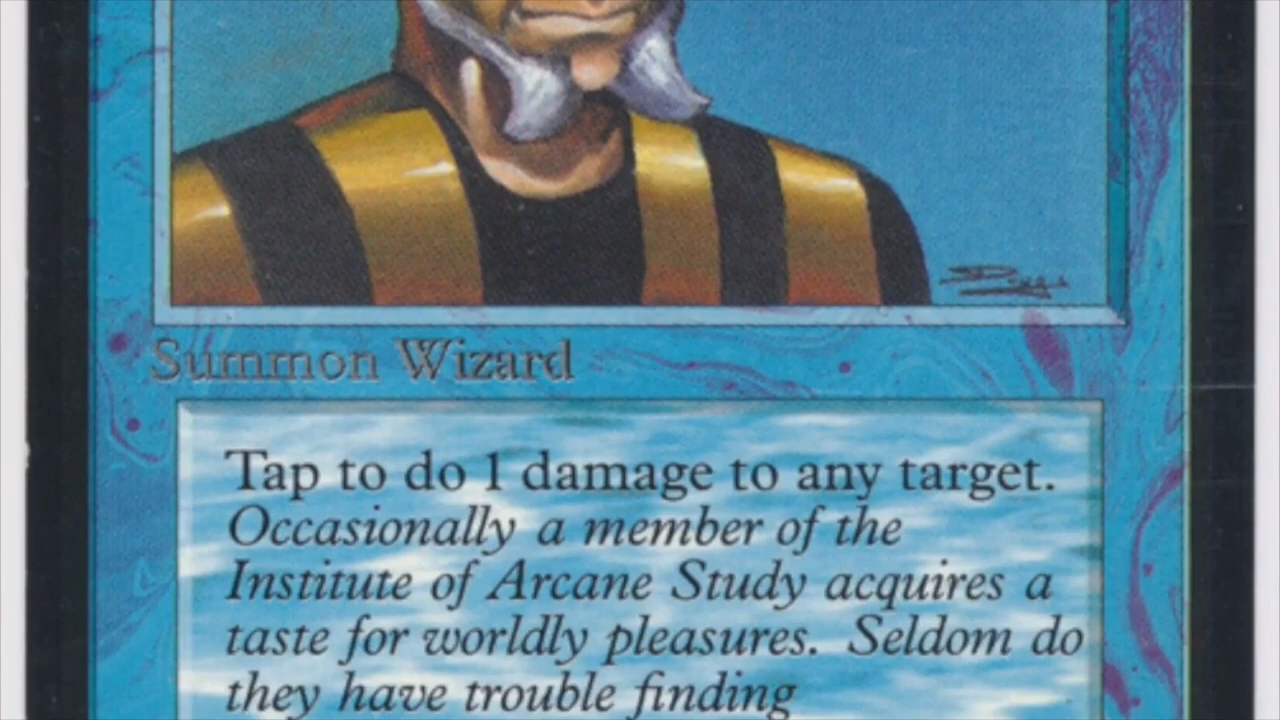 Summon Wizard
Tap to do 1 damage to any target.
Occasionally a member of the
Institute of Arcane Study acquires a
taste for worldly pleasures. Seldom do
they have trouble finding